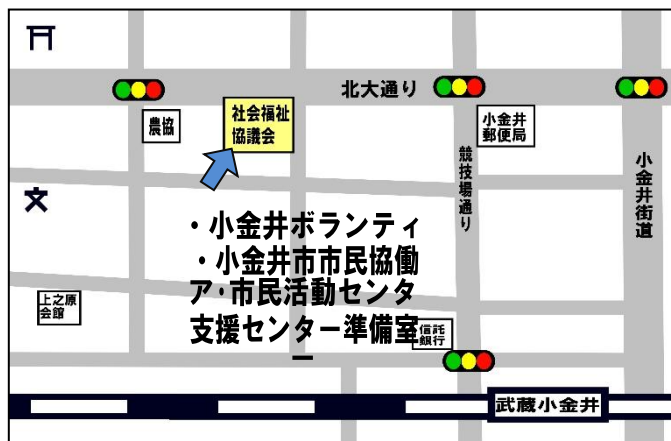 北大通り
農協
社会福祉
協議会
小金井
郵便局
競技場通り
小金井街道
文
・小金井ボランティ
・小金井市市民協働
ア・市民活動センタ
支援センター準備室
ー
上之原
会館
信託
銀行
武蔵小金井